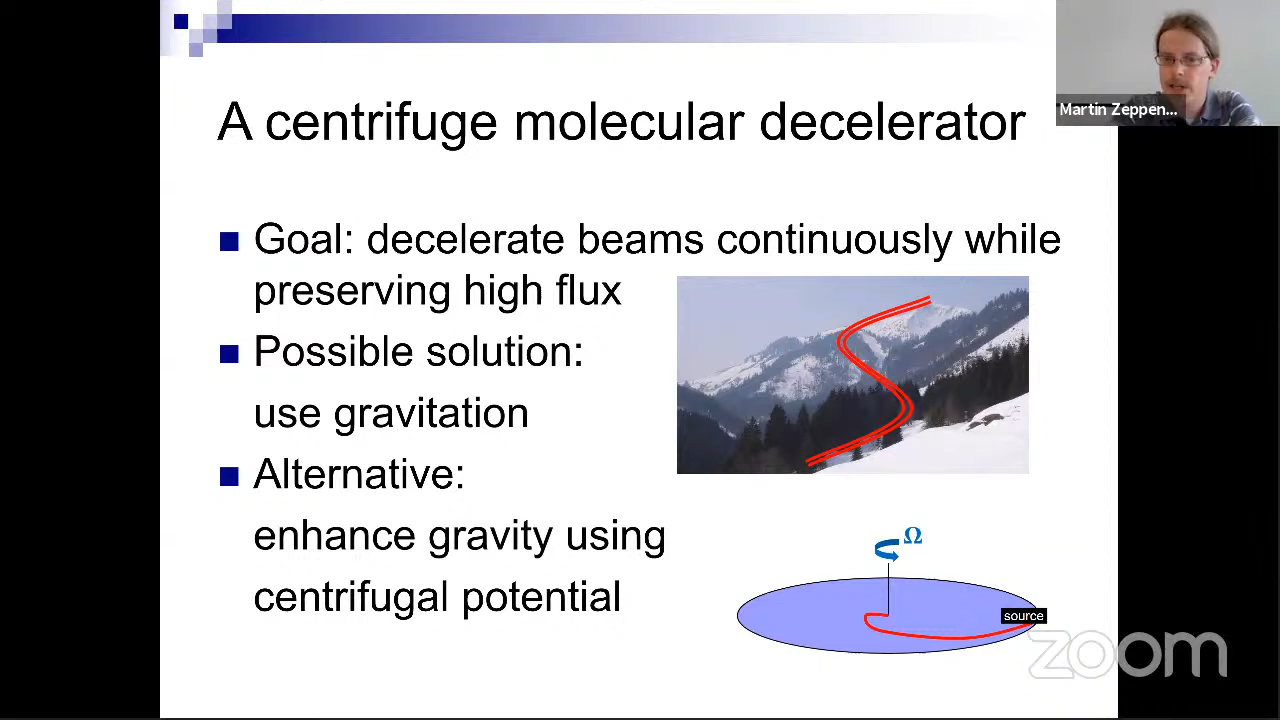 A centrifuge molecular decelerator
Martin Zeppen...
Goal: decelerate beams continuously while
preserving high flux
Possible solution:
use gravitation
Alternative:
enhance gravity using
centrifugal potential
Ω
source
zoom